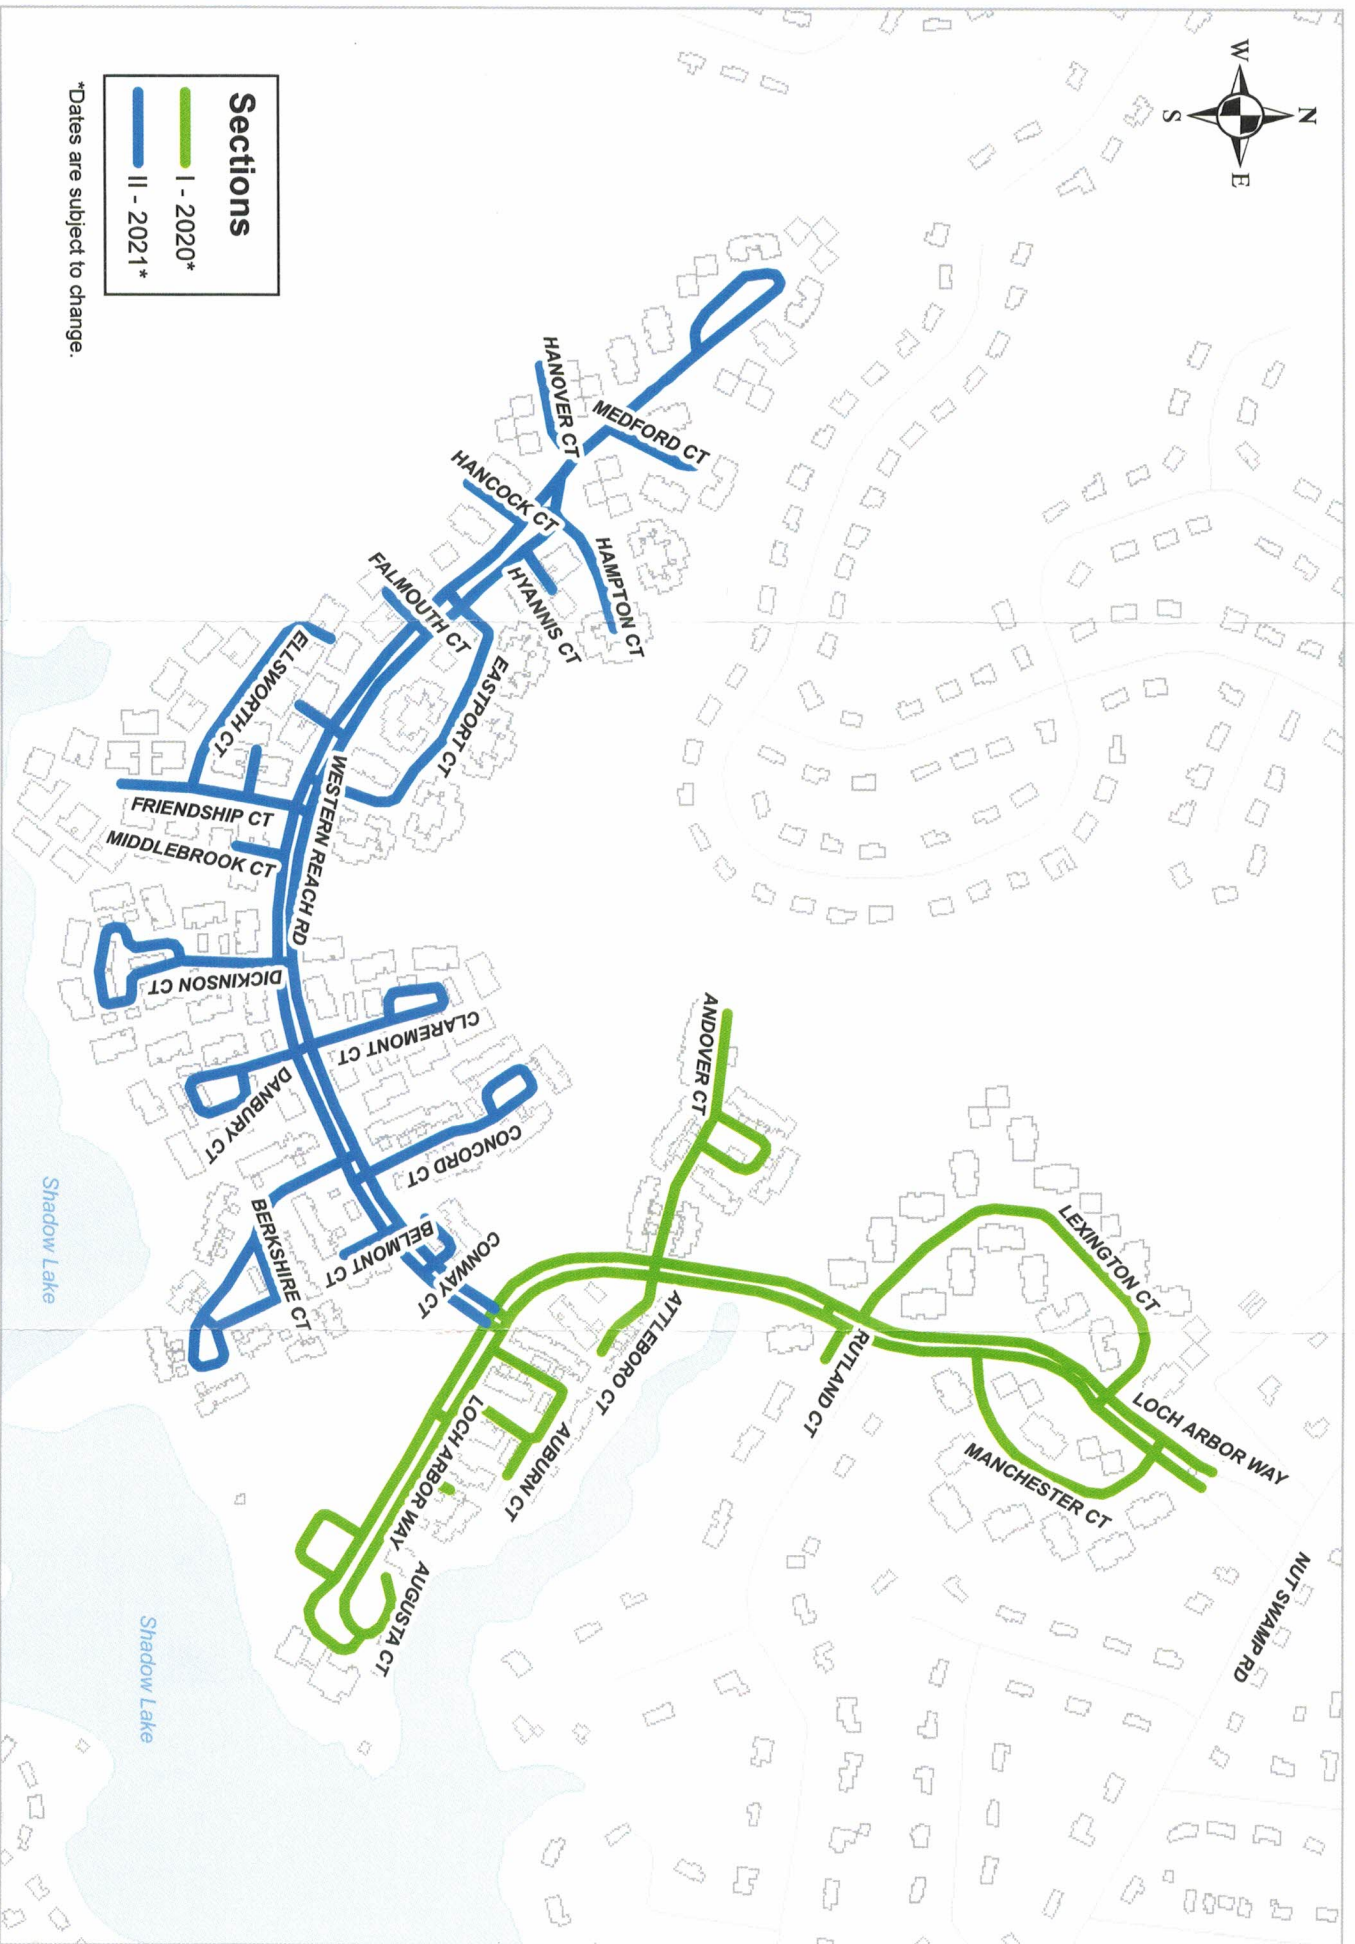 N
W
E
S
Sections
I - 2020*
II - 2021*
*Dates are subject to change.
NUT SWAMP RD
LOCH ARBOR WAY
LEXINGTON CT
MANCHESTER CT
RUTLAND CT
ANDOVER CT
ATTLEBORO CT
AUBURN CT
LOCH ARBOR WAY
AUGUSTA CT
MEDFORD CT
HANOVER CT
HANCOCK CT
HAMPTON CT
HYANNIS CT
FALMOUTH CT
EASTPORT CT
ELLSWORTH CT
WESTERN REACH RD
FRIENDSHIP CT
MIDDLEBROOK CT
DICKINSON CT
CLAREMONT CT
DANBURY CT
CONCORD CT
CONWAY CT
BELMONT CT
BERKSHIRE CT
Shadow Lake
Shadow Lake